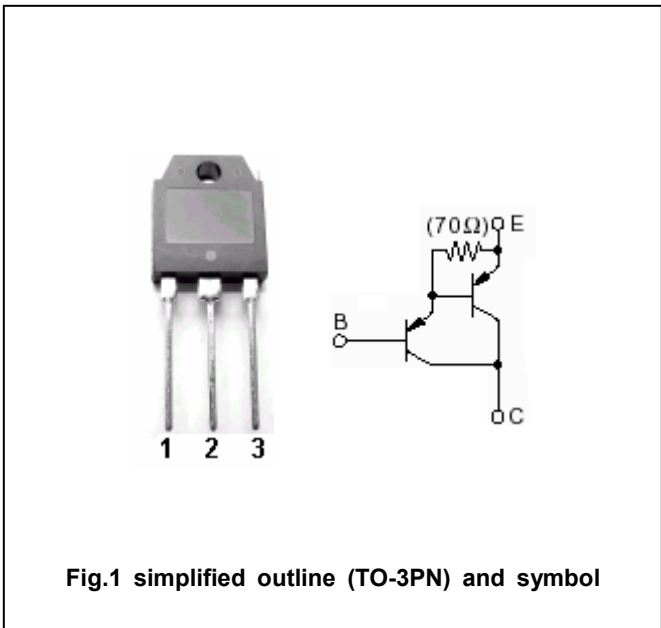 (70Ω) E
B
C
1 2 3
Fig.1 simplified outline (TO-3PN) and symbol